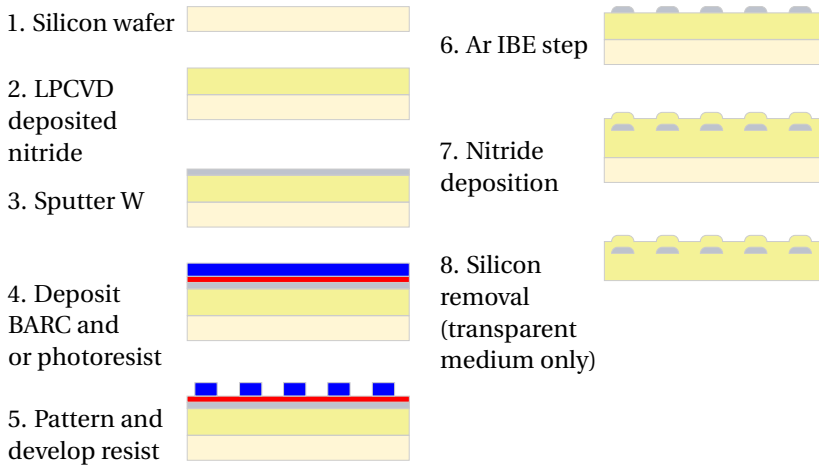 1. Silicon wafer
2. LPCVD
deposited
nitride
3. Sputter W
4. Deposit
BARC and
or photoresist
5. Pattern and
develop resist
6. Ar IBE step
7. Nitride
deposition
8. Silicon
removal
(transparent
medium only)